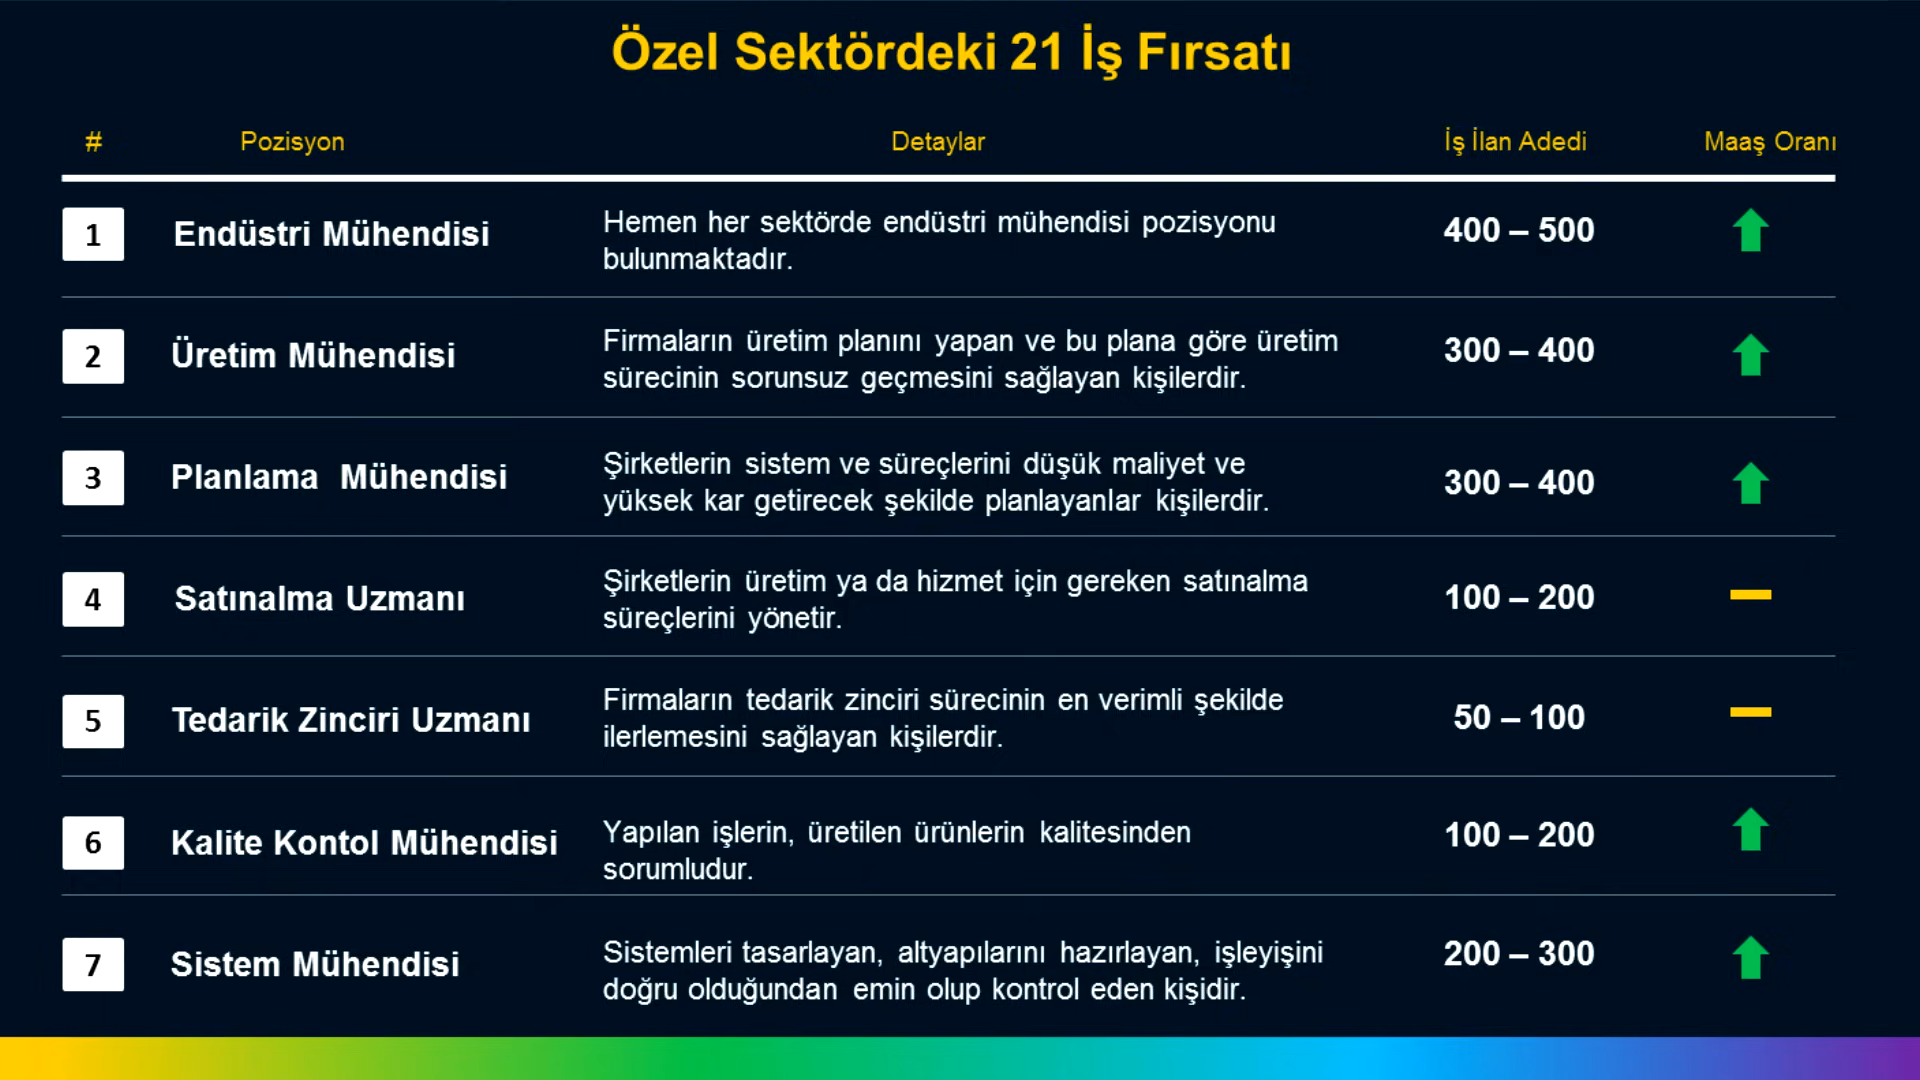 Özel Sektördeki 21 İş Fırsatı
# Pozisyon Detaylar İş İlan Adedi Maaş Oranı
1 Endüstri Mühendisi Hemen her sektörde endüstri mühendisi pozisyonu 400 – 500
bulunmaktadır.
2 Üretim Mühendisi Firmaların üretim planını yapan ve bu plana göre üretim 300 – 400
sürecinin sorunsuz geçmesini sağlayan kişilerdir.
3 Planlama Mühendisi Şirketlerin sistem ve süreçlerini düşük maliyet ve 300 – 400
yüksek kar getirecek şekilde planlayanlar kişilerdir.
4 Satınalma Uzmanı Şirketlerin üretim ya da hizmet için gereken satınalma 100 – 200
süreçlerini yönetir.
5 Tedarik Zinciri Uzmanı Firmaların tedarik zinciri sürecinin en verimli şekilde 50 – 100
ilerlemesini sağlayan kişilerdir.
6 Kalite Kontol Mühendisi Yapılan işlerin, üretilen ürünlerin kalitesinden 100 – 200
sorumludur.
7 Sistem Mühendisi Sistemleri tasarlayan, altyapılarını hazırlayan, işleyişini 200 – 300
doğru olduğundan emin olup kontrol eden kişidir.